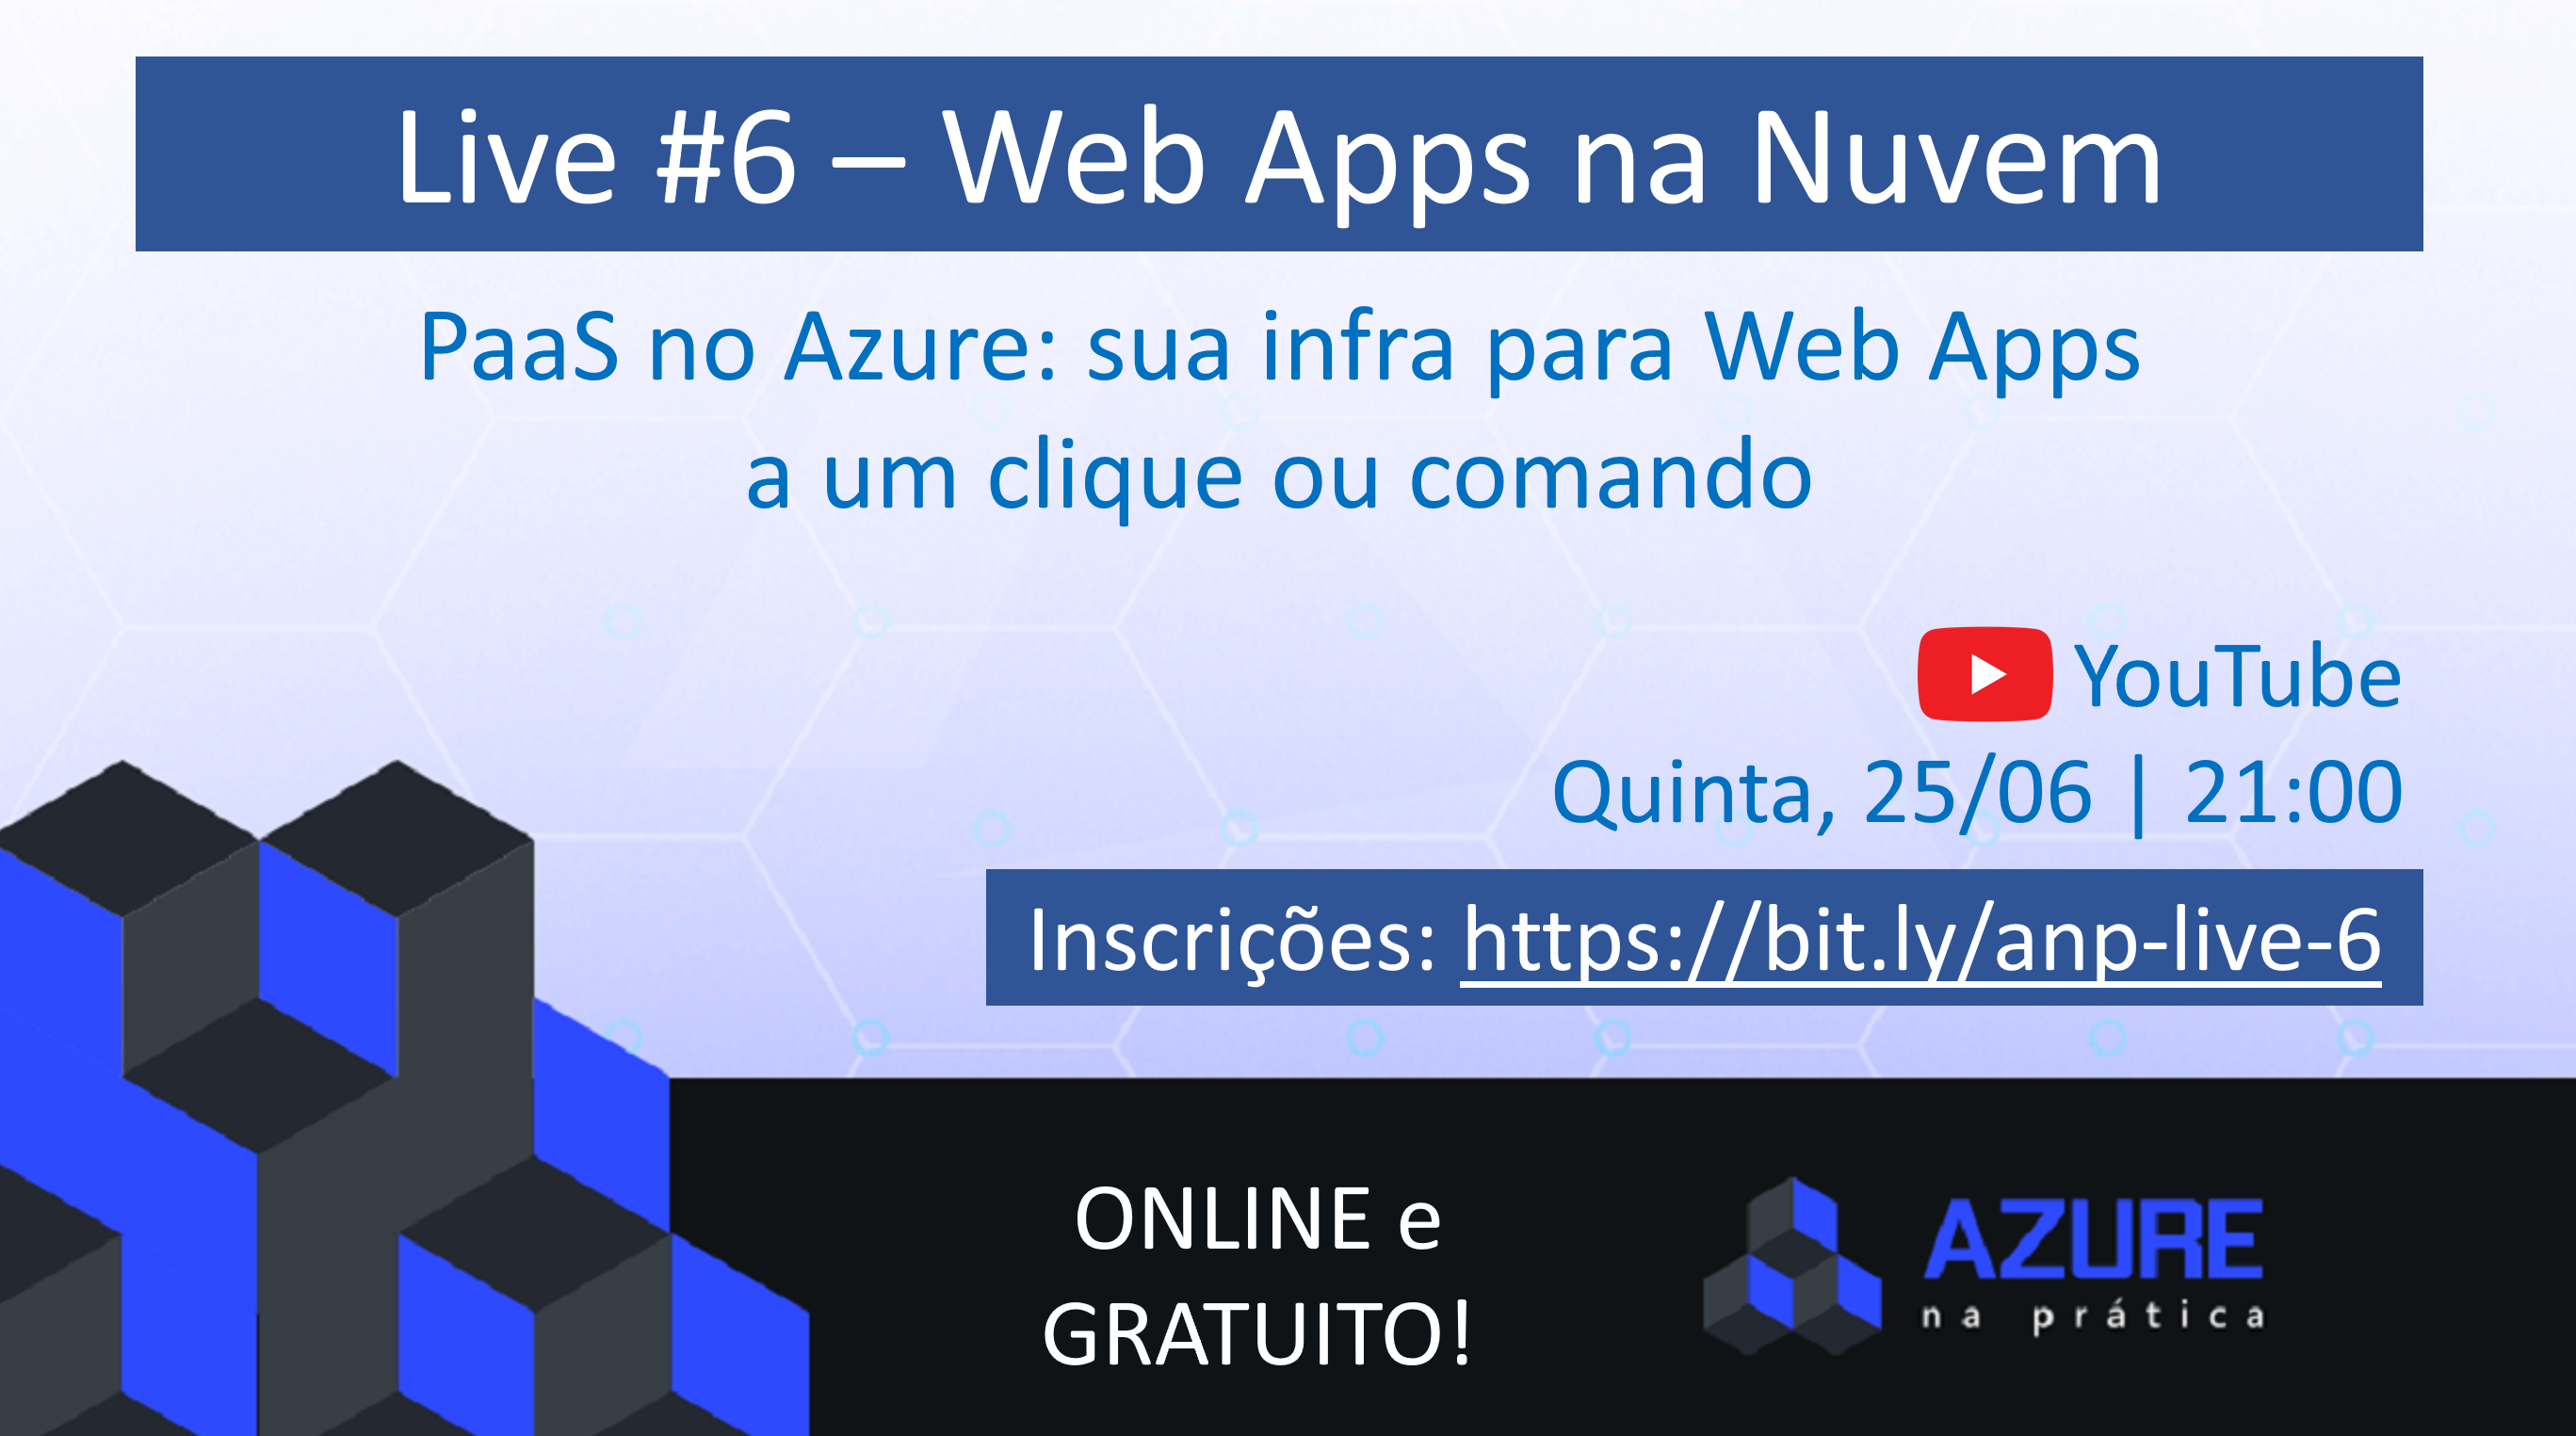 Live #6 – Web Apps na Nuvem
PaaS no Azure: sua infra para Web Apps
a um clique ou comando
YouTube
Quinta, 25/06 | 21:00
Inscrições: https://bit.ly/anp-live-6
ONLINE e
GRATUITO!
AZURE
na prática